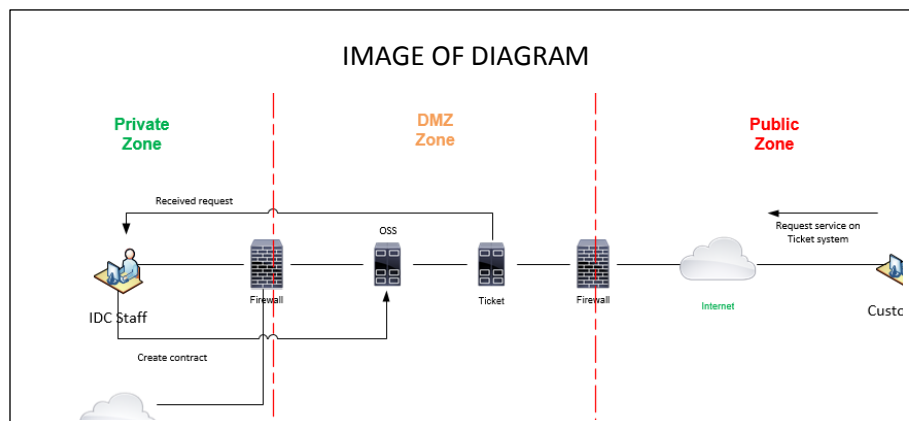 IMAGE OF DIAGRAM
Private
Zone
DMZ
Zone
Public
Zone
Received request
Request service on
Ticket system
OSS
IDC Staff
Firewall
Ticket
Firewall
Internet
Custo
Create contract